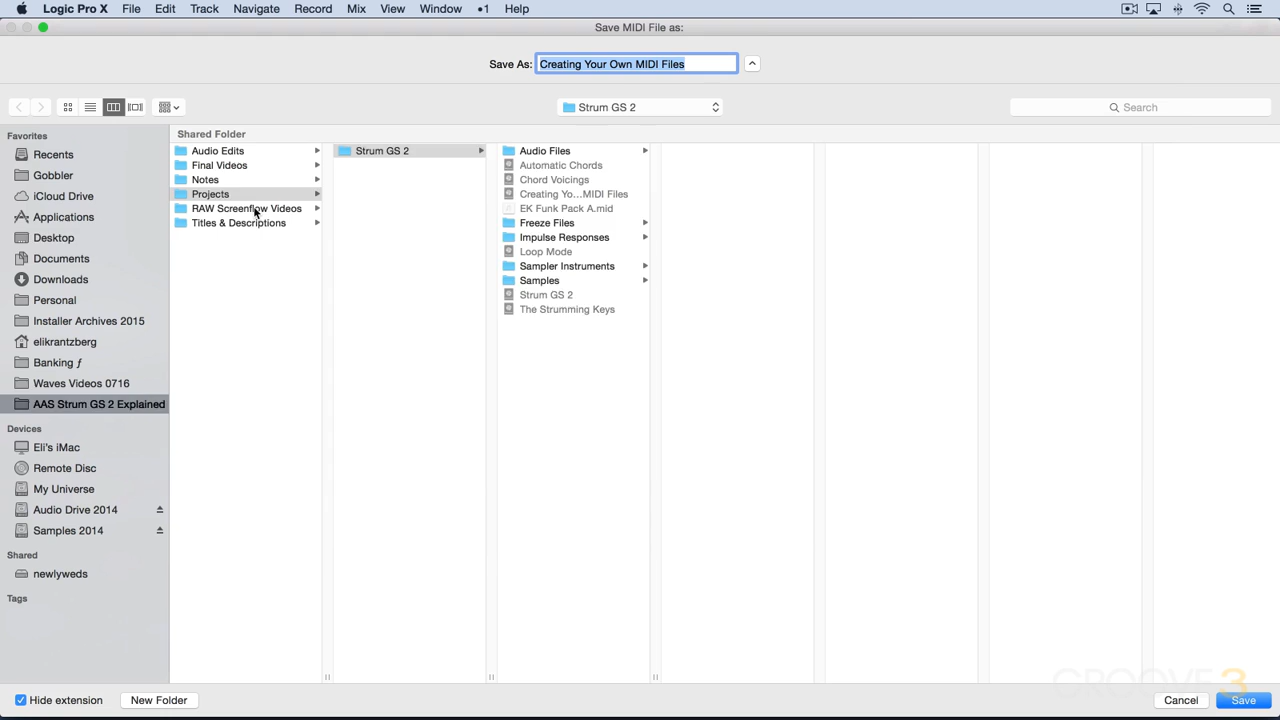 Logic Pro X File Edit Track Navigate Record Mix View Window •1 Help
Save MIDI File as:
Save As: Creating Your Own MIDI Files
Strum GS 2
Search
Favorites
Recents
Gobbler
iCloud Drive
Applications
Desktop
Documents
Downloads
Personal
Installer Archives 2015
elikrantzberg
Banking ƒ
Waves Videos 0716
AAS Strum GS 2 Explained
Devices
Eli's iMac
Remote Disc
My Universe
Audio Drive 2014
Samples 2014
Shared
newlyweds
Tags
Shared Folder
Audio Edits
Final Videos
Notes
Projects
RAW Screenflow Videos
Titles & Descriptions
Strum GS 2
Audio Files
Automatic Chords
Chord Voicings
Creating Yo...MIDI Files
EK Funk Pack A.mid
Freeze Files
Impulse Responses
Loop Mode
Sampler Instruments
Samples
Strum GS 2
The Strumming Keys
GROOVE3
Hide extension
New Folder
Cancel
Save